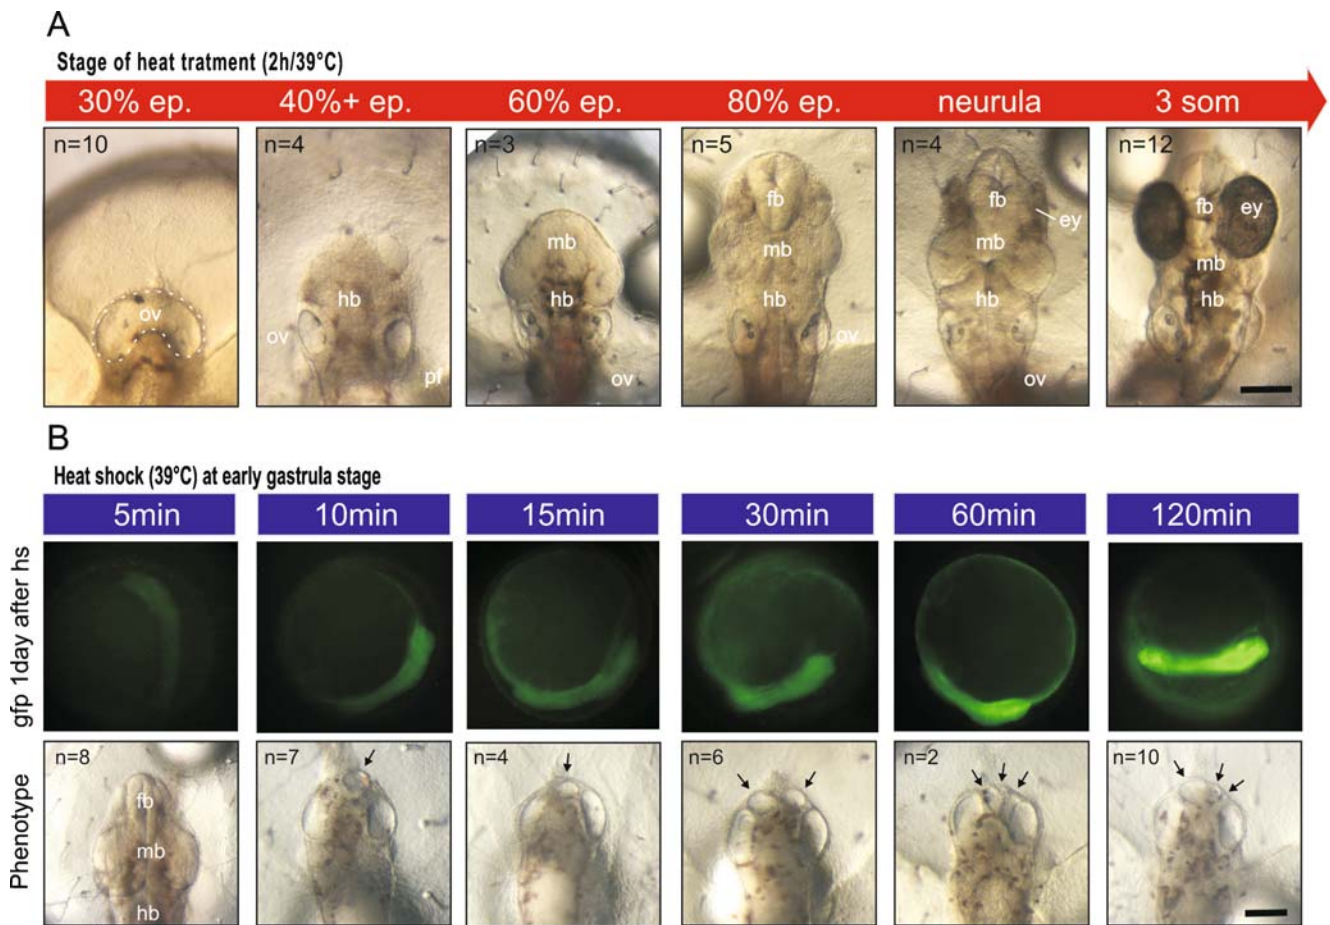 A
Stage of heat tratment (2h/39°C)
30% ep. 40%+ ep. 60% ep. 80% ep. neurula 3 som
n=10 n=4 n=3 n=5 n=4 n=12
fb fb fb ey
ey
mb mb mb mb
ov hb hb hb hb hb
ov ov
pf ov ov
B
Heat shock (39°C) at early gastrula stage
5min 10min 15min 30min 60min 120min
gfp 1day after hs
n=8 n=7 n=4 n=6 n=2 n=10
fb
Phenotype
mb
hb